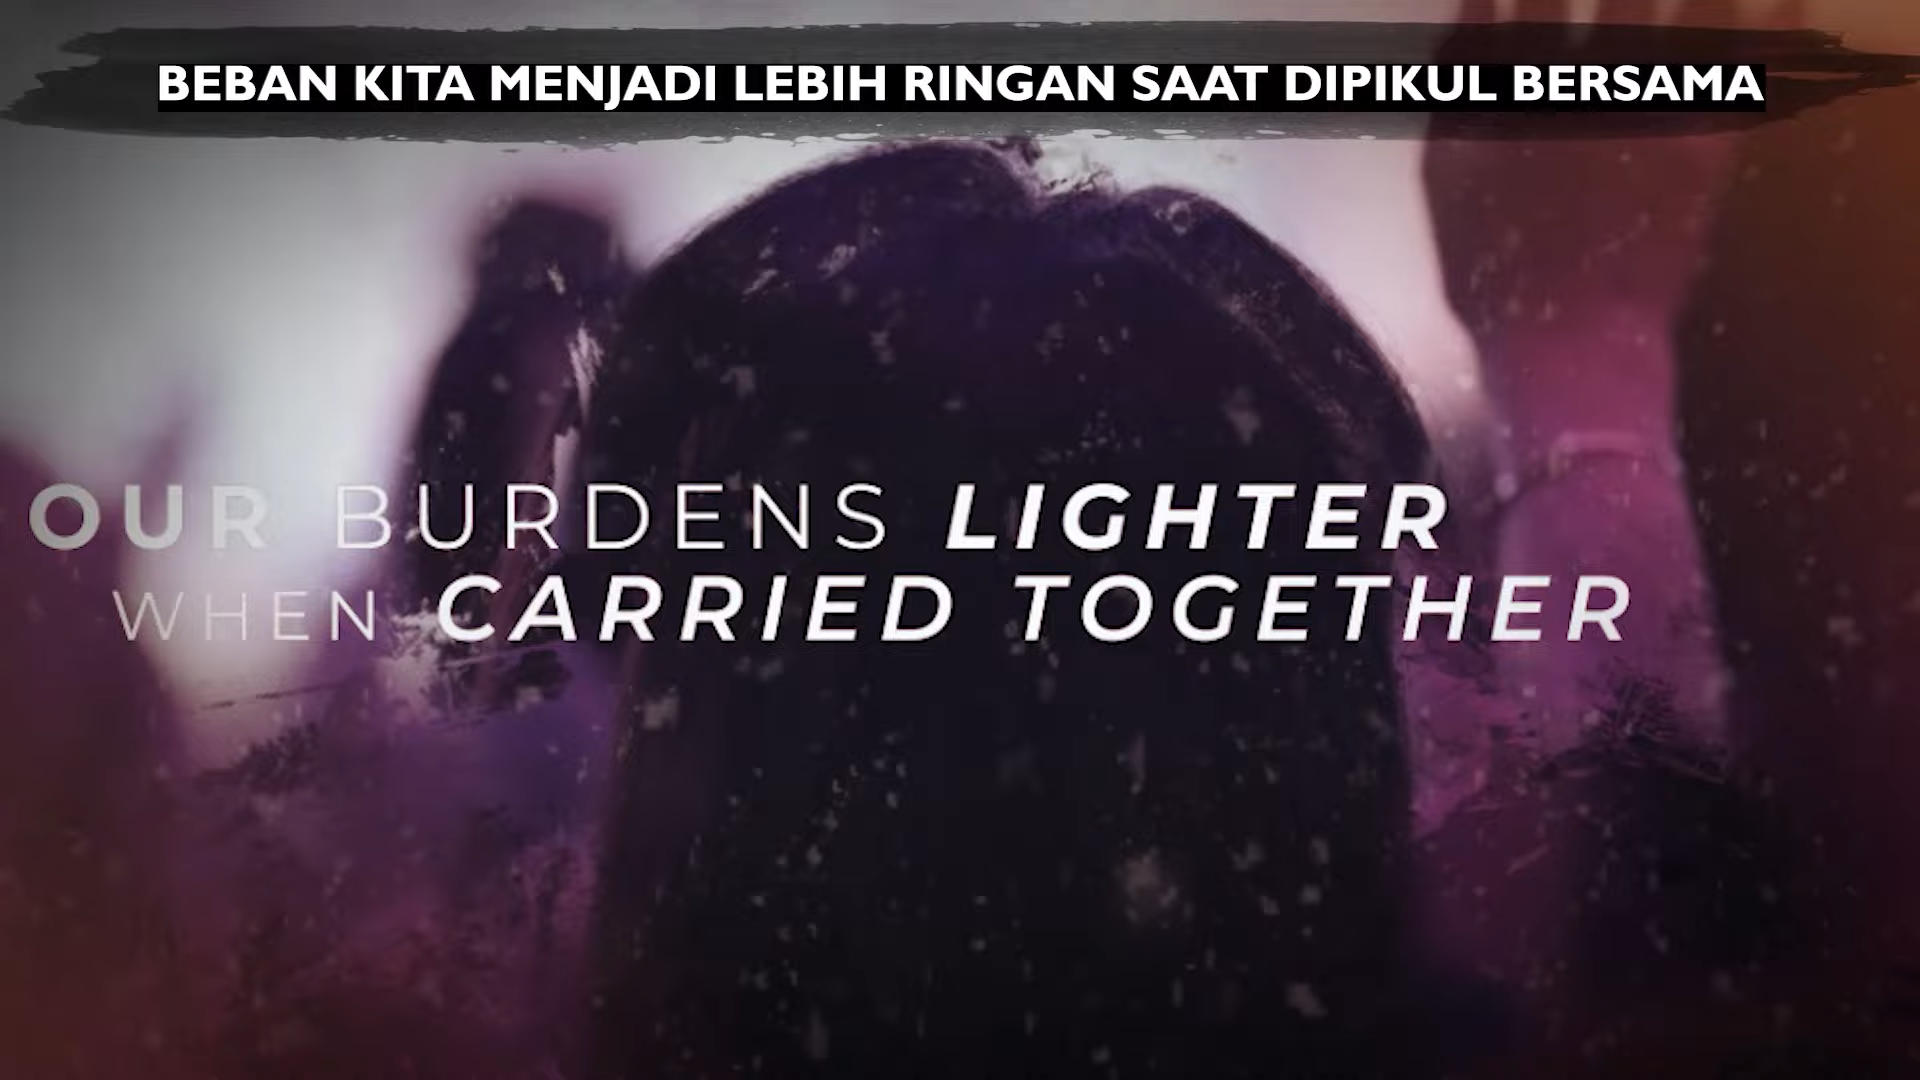 BEBAN KITA MENJADI LEBIH RINGAN SAAT DIPIKUL BERSAMA
OUR BURDENS LIGHTER
WHEN CARRIED TOGETHER